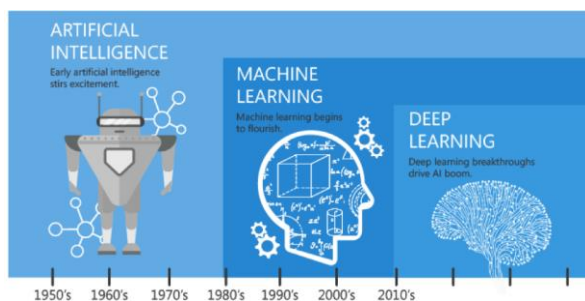 ARTIFICIAL
INTELLIGENCE
Early artificial intelligence
stirs excitement.
MACHINE
LEARNING
Machine learning begins
to flourish.
DEEP
LEARNING
Deep learning breakthroughs
drive AI boom.
1950's 1960's 1970's 1980's 1990's 2000's 2010's